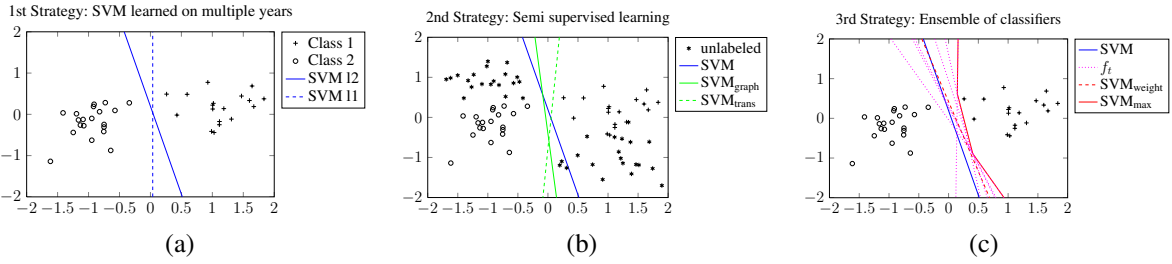 1st Strategy: SVM learned on multiple years
2
1
0
−1
−2
−2 −1.5 −1 −0.5 0 0.5 1 1.5 2
Class 1
Class 2
SVM l2
SVM l1
(a)
2nd Strategy: Semi supervised learning
2
1
0
−1
−2
−2 −1.5 −1 −0.5 0 0.5 1 1.5 2
unlabeled
SVM
SVMgraph
SVMtrans
(b)
3rd Strategy: Ensemble of classifiers
2
1
0
−1
−2
−2 −1.5 −1 −0.5 0 0.5 1 1.5 2
SVM
ft
SVMweight
SVMmax
(c)